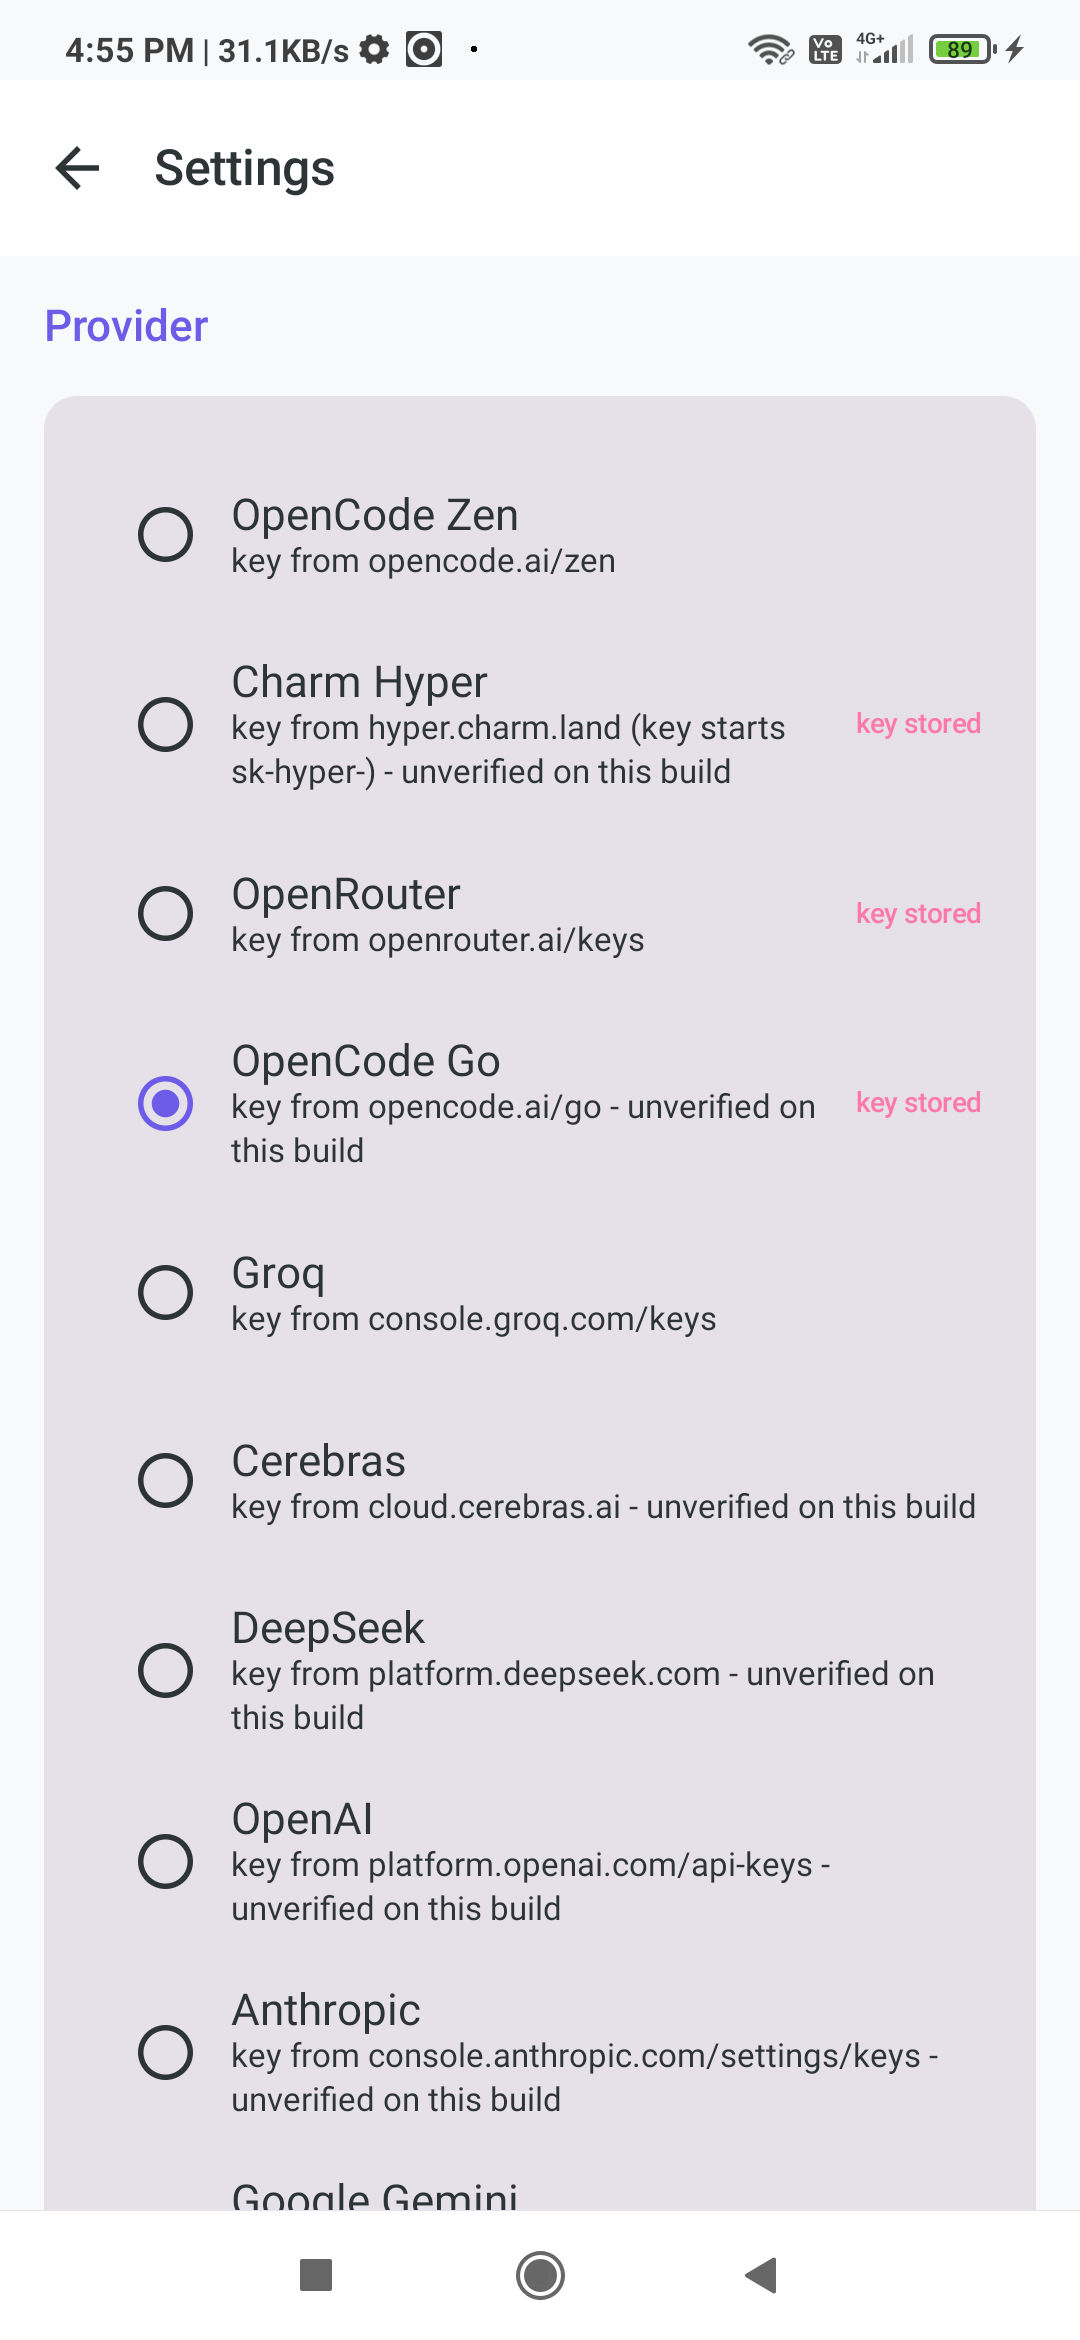 4:55 PM | 31.1KB/s
Vo LTE
4G+
89
Settings
Provider
OpenCode Zen
key from opencode.ai/zen
Charm Hyper
key from hyper.charm.land (key starts
sk-hyper-) - unverified on this build
key stored
OpenRouter
key from openrouter.ai/keys
key stored
OpenCode Go
key from opencode.ai/go - unverified on
this build
key stored
Groq
key from console.groq.com/keys
Cerebras
key from cloud.cerebras.ai - unverified on this build
DeepSeek
key from platform.deepseek.com - unverified on
this build
OpenAI
key from platform.openai.com/api-keys -
unverified on this build
Anthropic
key from console.anthropic.com/settings/keys -
unverified on this build
Google Gemini